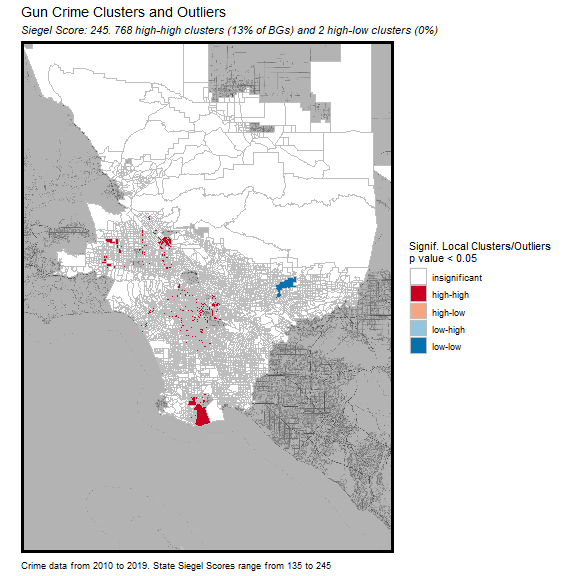 Gun Crime Clusters and Outliers
Siegel Score: 245. 768 high-high clusters (13% of BGs) and 2 high-low clusters (0%)
Signif. Local Clusters/Outliers
p value < 0.05
insignificant
high-high
high-low
low-high
low-low
Crime data from 2010 to 2019. State Siegel Scores range from 135 to 245